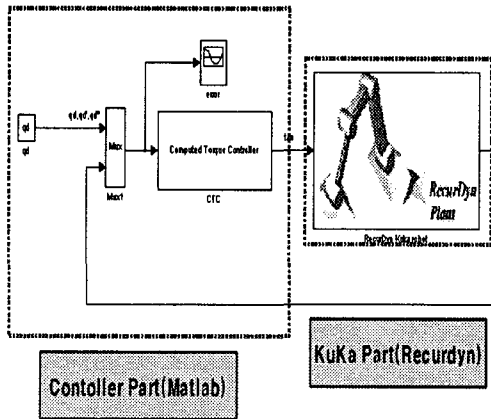 error
qd
qd
qd,qd',qd''
Mux
Mux1
Computed Torque Controller
CTC
RecurDyn
Plant
Contoller Part(Matlab)
KuKa Part(Recurdyn)